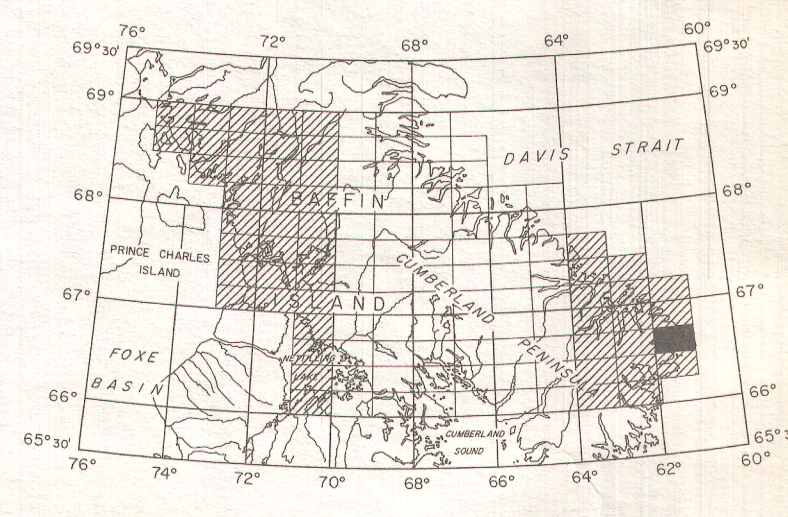 76°
72°
68°
64°
60°
69° 30'
69° 30'
69°
69°
DAVIS STRAIT
68°
68°
BAFFIN
PRINCE CHARLES
ISLAND
CUMBERLAND
67°
67°
ISLAND
PENINSULA
FOXE
BASIN
NETTILLING
LAKE
66°
66°
CUMBERLAND
SOUND
65° 30'
65° 3
76°
74°
72°
70°
68°
66°
64°
62°
60°